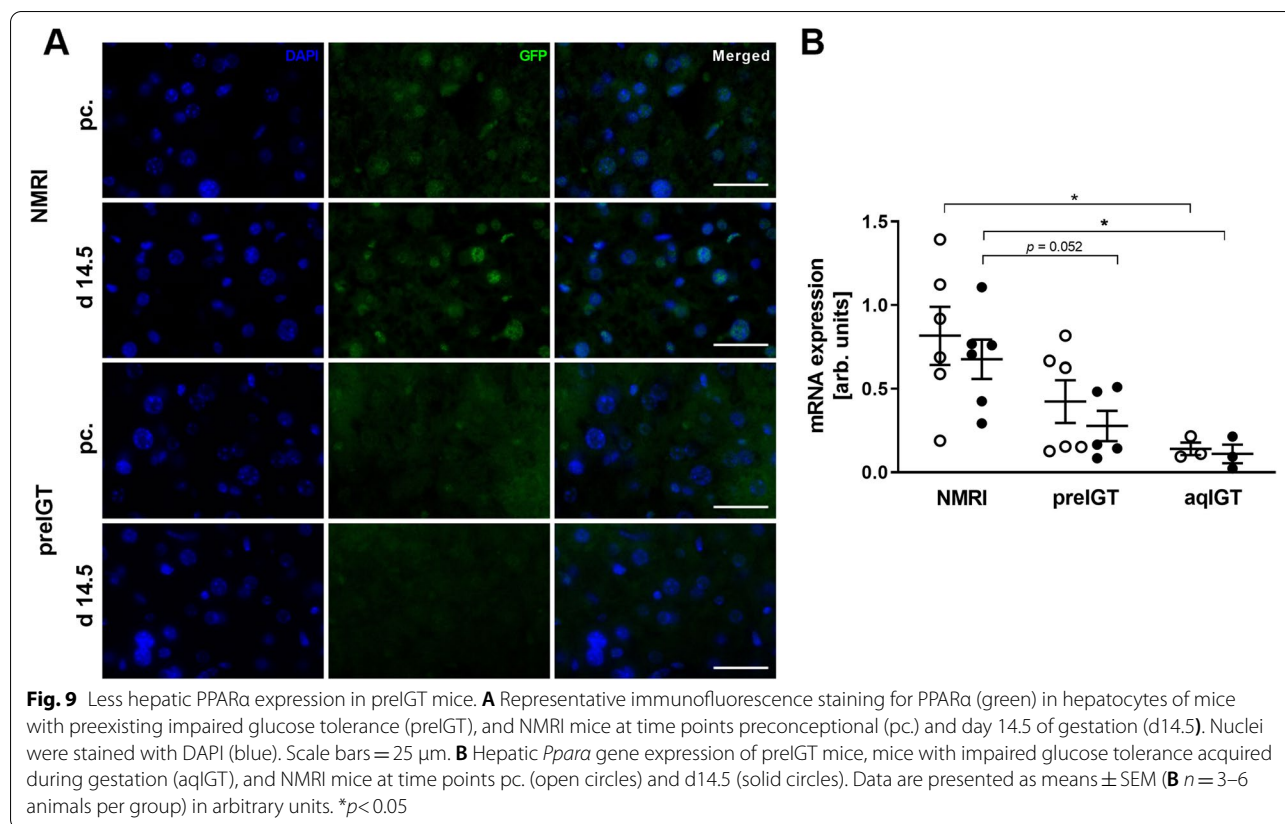 A
DAPI
GFP
Merged
NMRI
pc.
d 14.5
preIGT
pc.
d 14.5
B
*
*
p = 0.052
mRNA expression
[arb. units]
1.5
1.0
0.5
0.0
NMRI
preIGT
aqIGT
Fig. 9 Less hepatic PPARα expression in preIGT mice. A Representative immunofluorescence staining for PPARα (green) in hepatocytes of mice
with preexisting impaired glucose tolerance (preIGT), and NMRI mice at time points preconceptional (pc.) and day 14.5 of gestation (d14.5). Nuclei
were stained with DAPI (blue). Scale bars = 25 μm. B Hepatic Pparα gene expression of preIGT mice, mice with impaired glucose tolerance acquired
during gestation (aqIGT), and NMRI mice at time points pc. (open circles) and d14.5 (solid circles). Data are presented as means ± SEM (B n = 3–6
animals per group) in arbitrary units. *p < 0.05